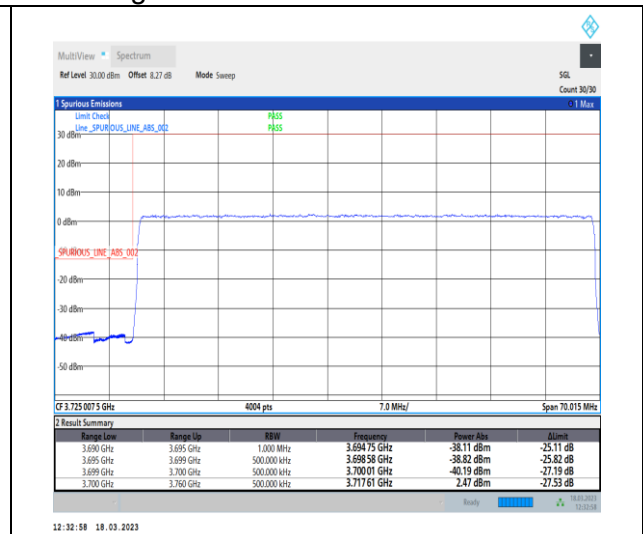 MultiView Spectrum
Ref Level 30.00 dBm Offset 8.27 dB Mode Sweep SGL
Count 30/30
1 Spurious Emissions 1 Max
Limit Check PASS
Line _SPURIOUS_LINE_ABS_002 PASS
30 dBm
20 dBm
10 dBm
0 dBm
_SPURIOUS_LINE_ABS_002
-20 dBm
-30 dBm
-40 dBm
-50 dBm
CF 3.725 007 5 GHz 4004 pts 7.0 MHz/ Span 70.015 MHz
2 Result Summary
Range Low Range Up RBW Frequency Power Abs ΔLimit
3.690 GHz 3.695 GHz 1.000 MHz 3.694 75 GHz -38.11 dBm -25.11 dB
3.695 GHz 3.699 GHz 500.000 kHz 3.698 58 GHz -38.82 dBm -25.82 dB
3.699 GHz 3.700 GHz 500.000 kHz 3.700 01 GHz -40.19 dBm -27.19 dB
3.700 GHz 3.760 GHz 500.000 kHz 3.717 61 GHz 2.47 dBm -27.53 dB
Ready 18.03.2023
12:32:58
12:32:58 18.03.2023